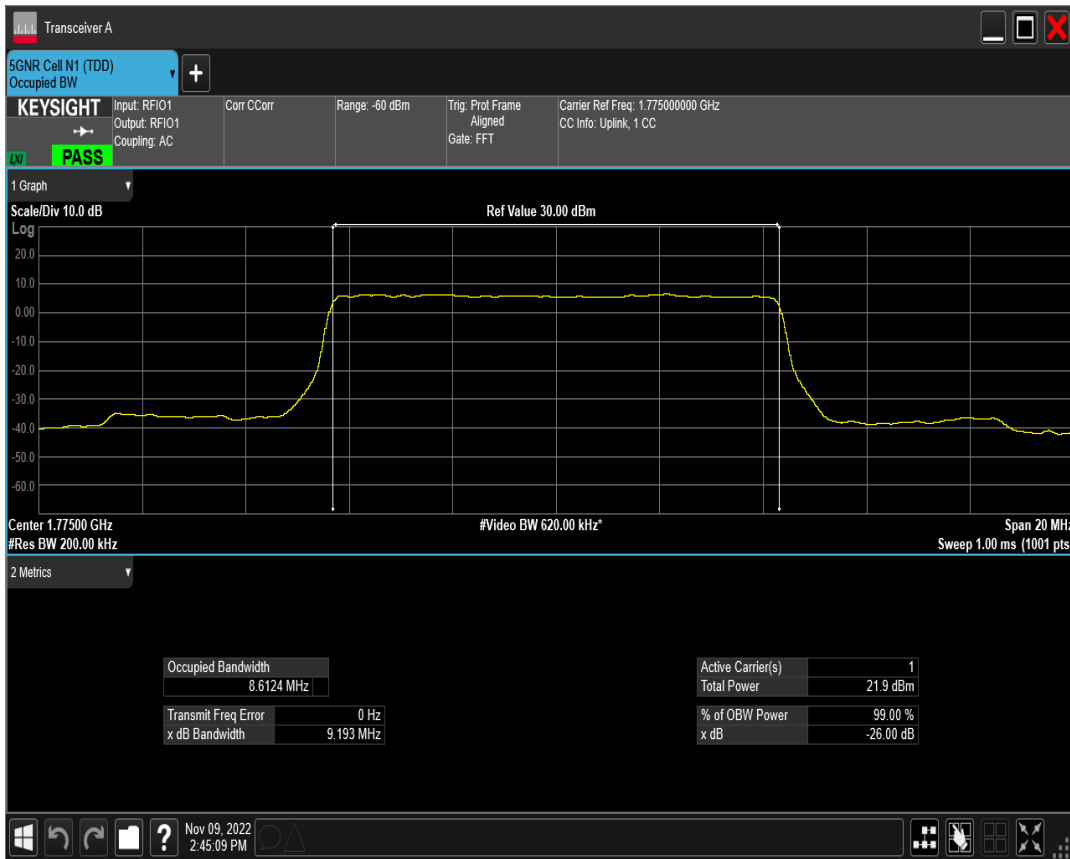 Transceiver A
5GNR Cell N1 (TDD)
Occupied BW
+
KEYSIGHT
LXI
PASS
Input: RFIO1
Output: RFIO1
Coupling: AC
Corr CCorr
Range: -60 dBm
Trig: Prot Frame
Aligned
Gate: FFT
Carrier Ref Freq: 1.775000000 GHz
CC Info: Uplink, 1 CC
1 Graph
Scale/Div 10.0 dB
Ref Value 30.00 dBm
Log
20.0
10.0
0.00
-10.0
-20.0
-30.0
-40.0
-50.0
-60.0
Center 1.77500 GHz
#Video BW 620.00 kHz*
Span 20 MHz
#Res BW 200.00 kHz
Sweep 1.00 ms (1001 pts
2 Metrics
Occupied Bandwidth
8.6124 MHz
Transmit Freq Error 0 Hz
x dB Bandwidth 9.193 MHz
Active Carrier(s) 1
Total Power 21.9 dBm
% of OBW Power 99.00 %
x dB -26.00 dB
?
Nov 09, 2022
2:45:09 PM